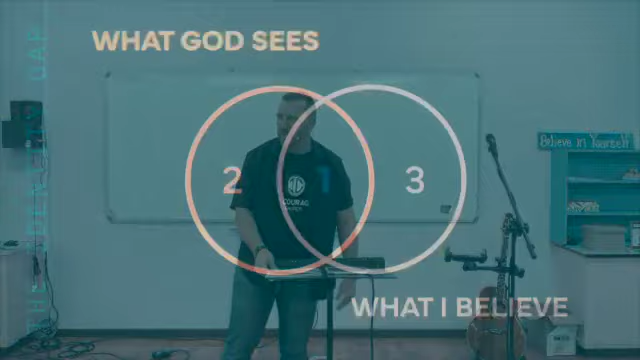 WHAT GOD SEES
2
1
3
Believe in Yourself
WHAT I BELIEVE